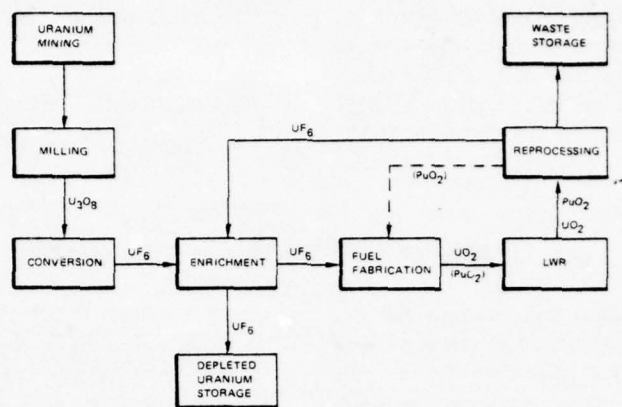 URANIUM
MINING
WASTE
STORAGE
UF₆
MILLING
REPROCESSING
(PuO₂)
U₃O₈
PuO₂
UO₂
CONVERSION
UF₆
ENRICHMENT
UF₆
FUEL
FABRICATION
UO₂
(PuO₂)
LWR
UF₆
DEPLETED
URANIUM
STORAGE